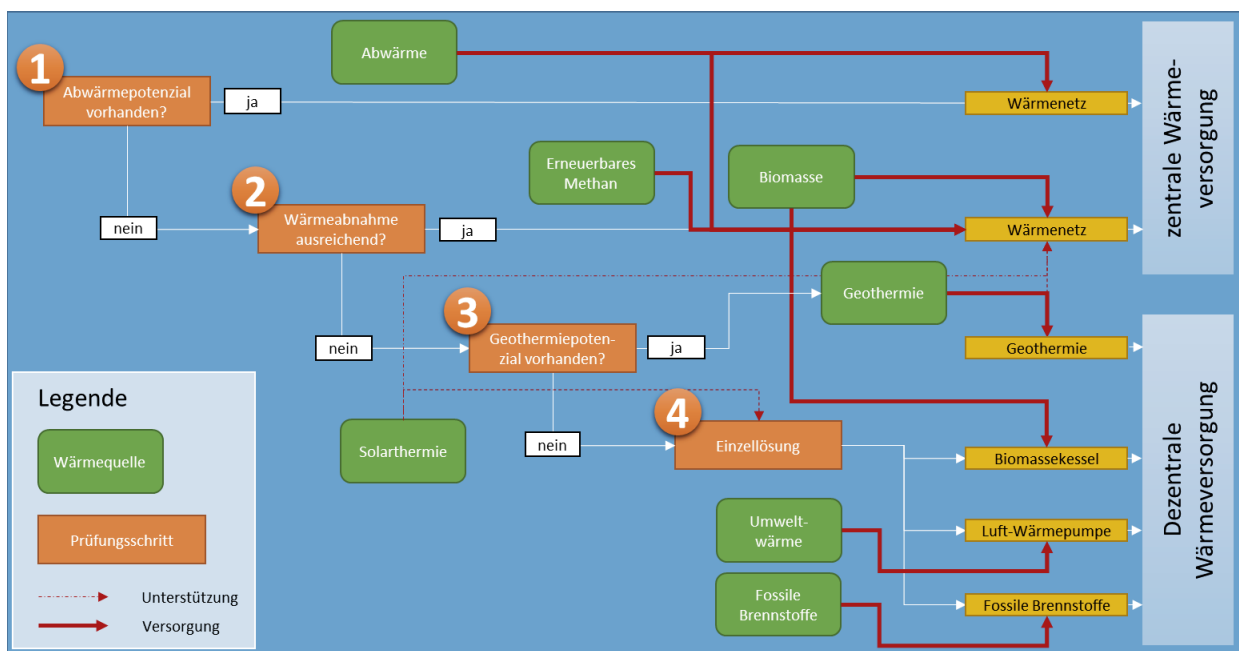 1
Abwärmepotenzial
vorhanden?
ja
nein
Abwärme
Wärmenetz
zentrale Wärme-
versorgung
2
Wärmeabnahme
ausreichend?
ja
nein
Erneuerbares
Methan
Biomasse
Wärmenetz
3
Geothermiepoten-
zial vorhanden?
ja
nein
Geothermie
Geothermie
Dezentrale
Wärmeversorgung
4
Einzellösung
Solarthermie
Biomassekessel
Umwelt-
wärme
Luft-Wärmepumpe
Fossile
Brennstoffe
Fossile Brennstoffe
Legende
Wärmequelle
Prüfungsschritt
Unterstützung
Versorgung